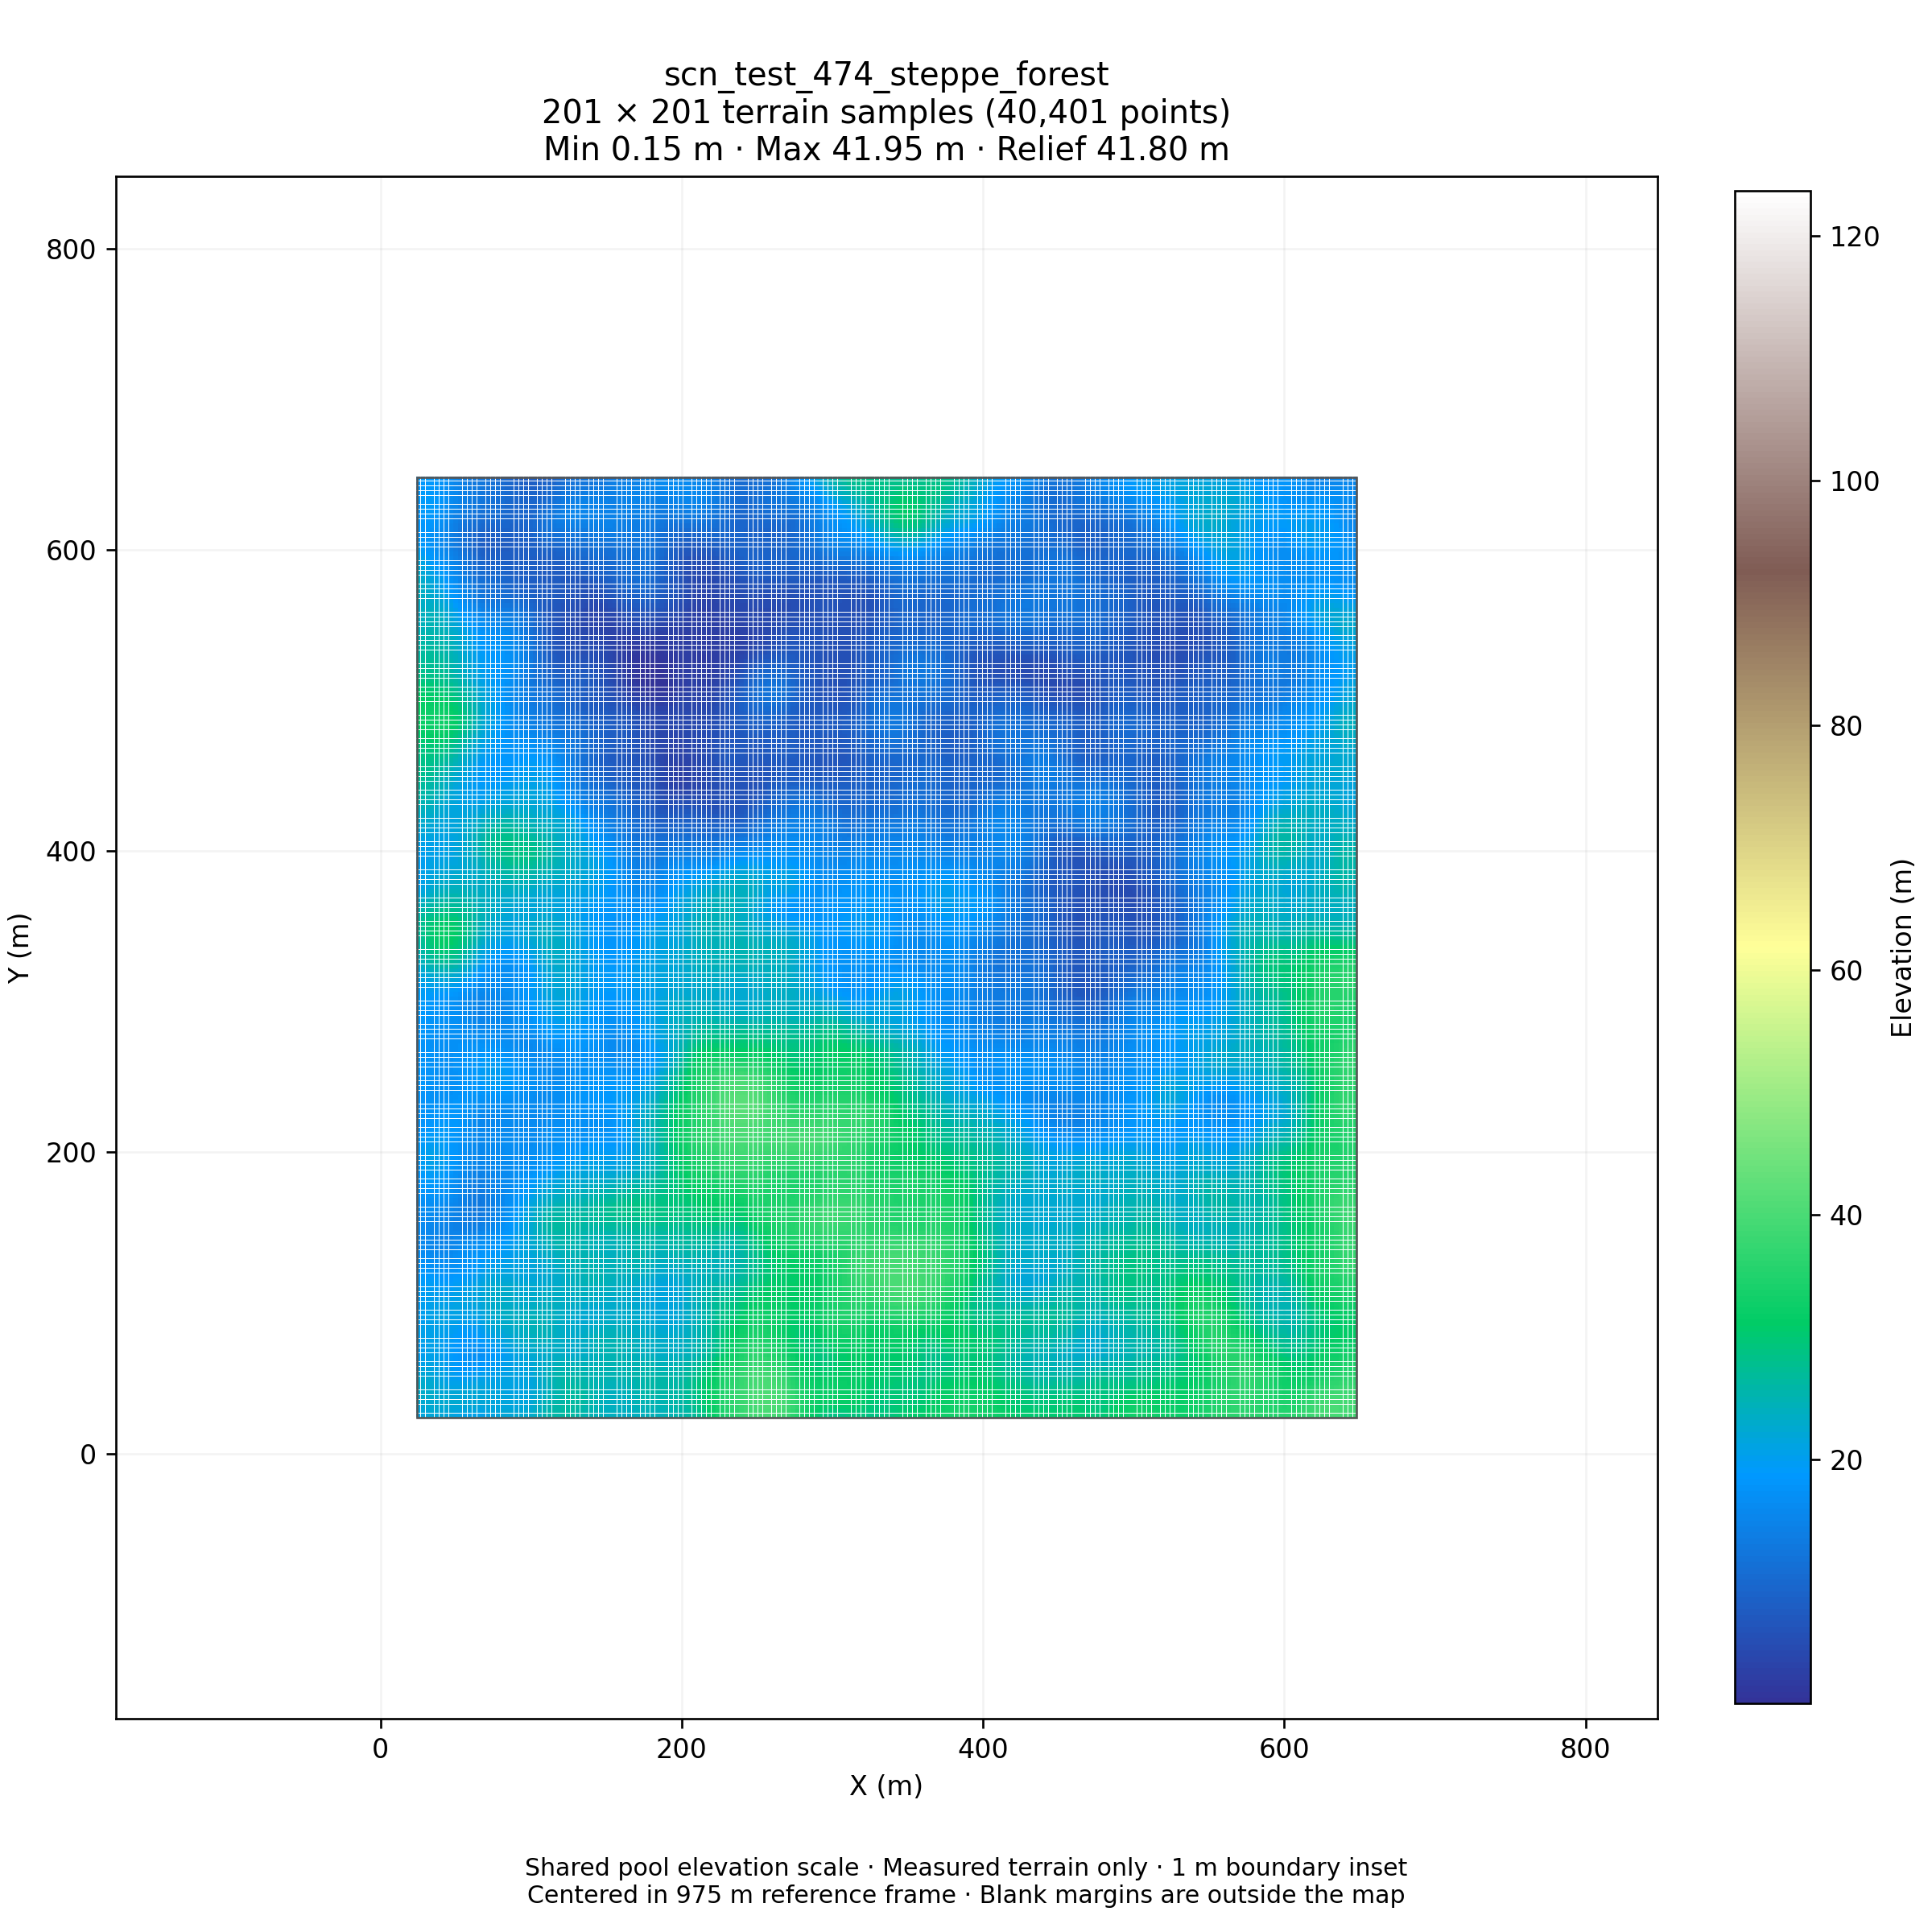 scn_test_474_steppe_forest
201 × 201 terrain samples (40,401 points)
Min 0.15 m · Max 41.95 m · Relief 41.80 m
800
600
400
200
0
Y (m)
0
200
400
600
800
X (m)
120
100
80
60
40
20
Elevation (m)
Shared pool elevation scale · Measured terrain only · 1 m boundary inset
Centered in 975 m reference frame · Blank margins are outside the map